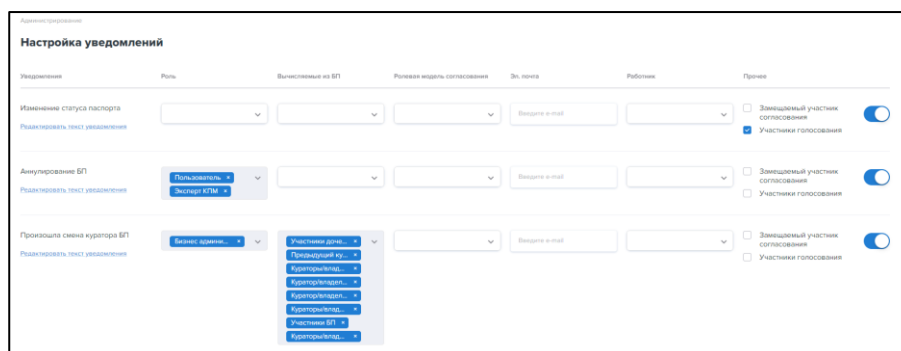 Администрирование
Настройка уведомлений
Уведомления Роль Вычисляемые из БП Ролевая модель согласования Эл. почта Работник Прочее
Изменение статуса паспорта
Редактировать текст уведомления
Введите e-mail
Замещаемый участник
согласования
Участники голосования
Аннулирование БП
Редактировать текст уведомления
Пользователь ×
Эксперт КПМ ×
Введите e-mail
Замещаемый участник
согласования
Участники голосования
Произошла смена куратора БП
Редактировать текст уведомления
Бизнес админи... ×
Участники доче... ×
Предыдущий ку... ×
Кураторы/влад... ×
Куратор/владел... ×
Куратор/владел... ×
Кураторы/влад... ×
Участники БП ×
Кураторы/влад... ×
Введите e-mail
Замещаемый участник
согласования
Участники голосования